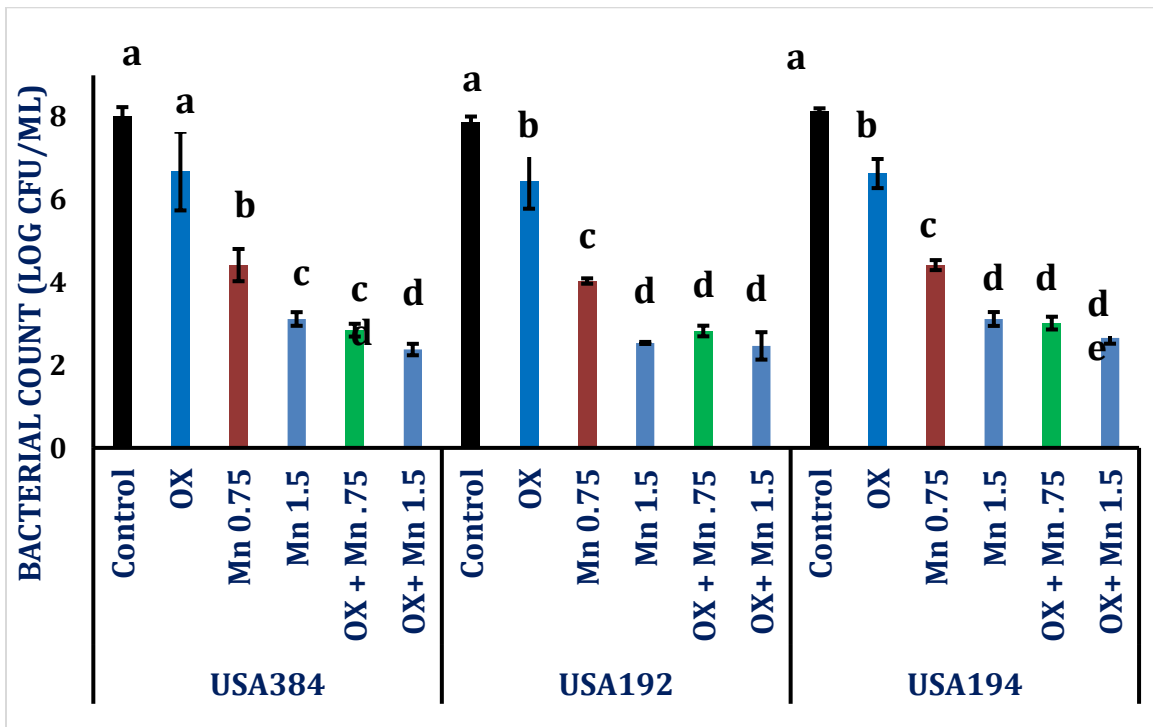 BACTERIAL COUNT (LOG CFU/ML)
8
6
4
2
0
a
a
b
c
c
d
d
a
b
c
d
d
d
a
b
c
d
d
d
e
Control
OX
Mn 0.75
Mn 1.5
OX + Mn .75
OX+ Mn 1.5
Control
OX
Mn 0.75
Mn 1.5
OX + Mn .75
OX+ Mn 1.5
Control
OX
Mn 0.75
Mn 1.5
OX + Mn .75
OX+ Mn 1.5
USA384
USA192
USA194